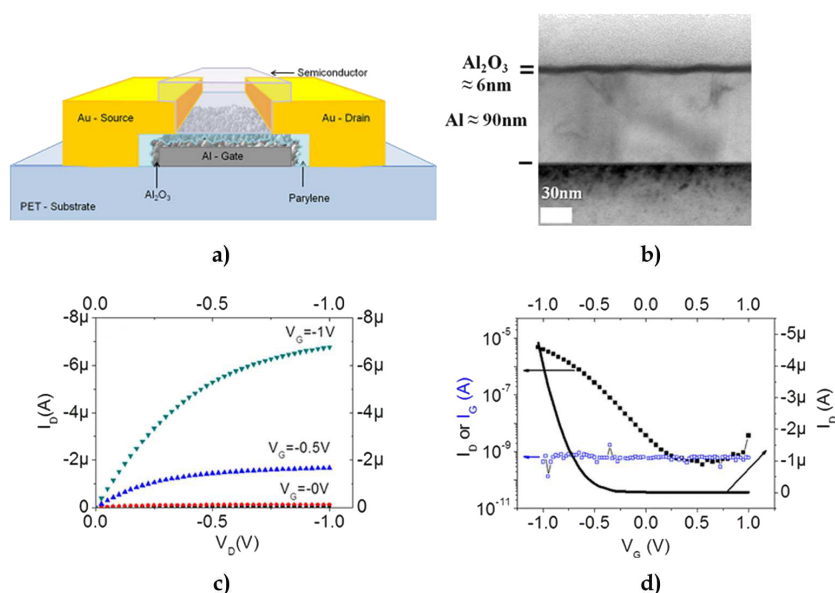 Semiconductor
Au - Source
Au - Drain
Al - Gate
Al₂O₃
Parylene
PET - Substrate
a)
Al₂O₃
≈ 6nm
Al ≈ 90nm
30nm
b)
0.0 -0.5 -1.0
-8µ -8µ
-6µ -6µ
-4µ -4µ
-2µ -2µ
0 0
V_G=-1V
V_G=-0.5V
V_G=-0V
I_D(A)
0.0 -0.5 -1.0
V_D(V)
c)
-1.0 -0.5 0.0 0.5 1.0
10⁻⁵
10⁻⁷
10⁻⁹
10⁻¹¹
I_D or I_G (A)
-5µ
-4µ
-3µ
-2µ
-1µ
0
I_D (A)
-1.0 -0.5 0.0 0.5 1.0
V_G (V)
d)